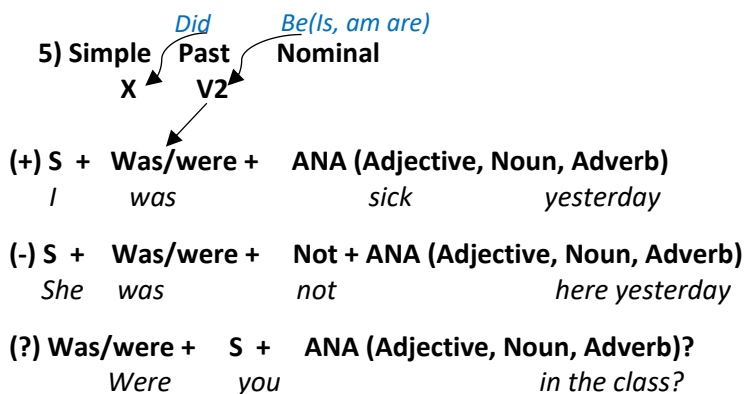 Did Be(Is, am are)
5) Simple Past Nominal
X V2
(+) S + Was/were + ANA (Adjective, Noun, Adverb)
I was sick yesterday
(-) S + Was/were + Not + ANA (Adjective, Noun, Adverb)
She was not here yesterday
(?) Was/were + S + ANA (Adjective, Noun, Adverb)?
Were you in the class?